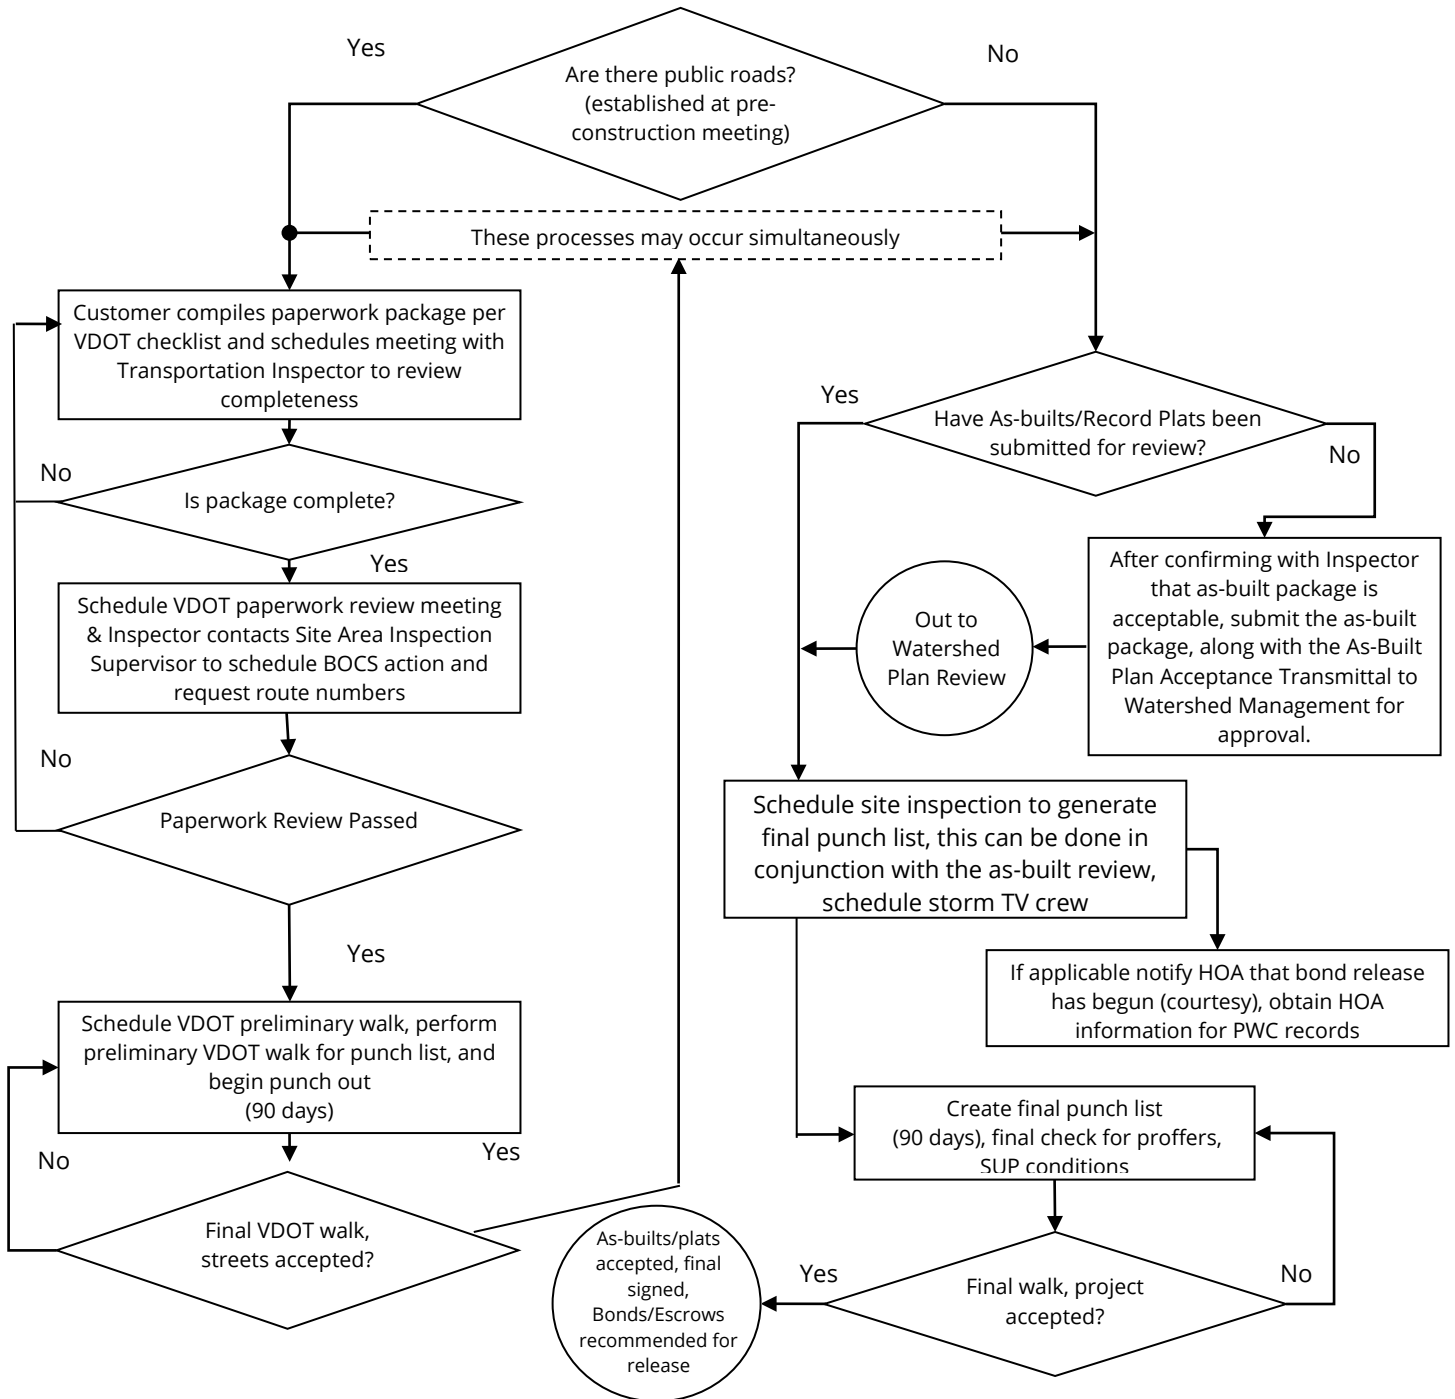 Yes
No
Are there public roads?
(established at pre-
construction meeting)
These processes may occur simultaneously
Customer compiles paperwork package per
VDOT checklist and schedules meeting with
Transportation Inspector to review
completeness
No
Is package complete?
Yes
Schedule VDOT paperwork review meeting
& Inspector contacts Site Area Inspection
Supervisor to schedule BOCS action and
request route numbers
No
Paperwork Review Passed
Yes
Schedule VDOT preliminary walk, perform
preliminary VDOT walk for punch list, and
begin punch out
(90 days)
No
Yes
Final VDOT walk,
streets accepted?
Yes
Have As-builts/Record Plats been
submitted for review?
No
After confirming with Inspector
that as-built package is
acceptable, submit the as-built
package, along with the As-Built
Plan Acceptance Transmittal to
Watershed Management for
approval.
Out to
Watershed
Plan Review
Schedule site inspection to generate
final punch list, this can be done in
conjunction with the as-built review,
schedule storm TV crew
If applicable notify HOA that bond release
has begun (courtesy), obtain HOA
information for PWC records
Create final punch list
(90 days), final check for proffers,
SUP conditions
Final walk, project
accepted?
No
Yes
As-builts/plats
accepted, final
signed,
Bonds/Escrows
recommended for
release